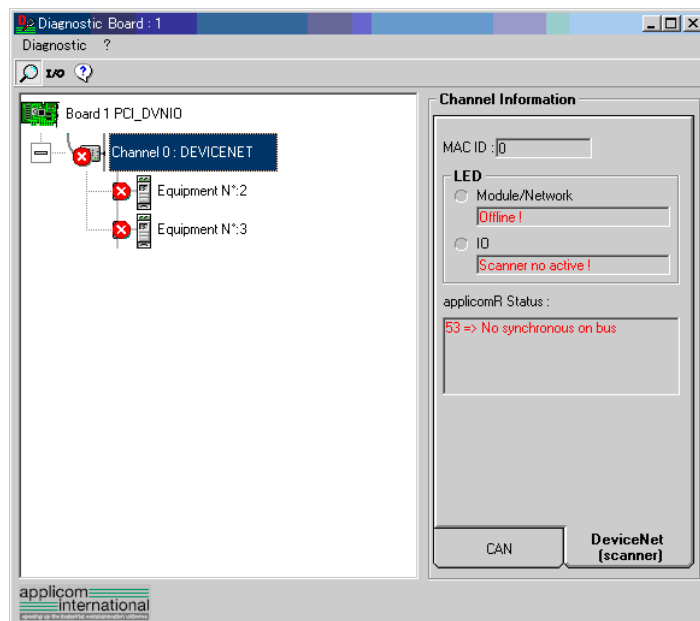 Diagnostic Board : 1
Diagnostic ?
I/O ?
Board 1 PCI_DVNIO
Channel 0 : DEVICENET
Equipment N°:2
Equipment N°:3
Channel Information
MAC ID : 0
LED
Module/Network
Offline !
IO
Scanner no active !
applicomR Status :
53 => No synchronous on bus
CAN
DeviceNet
(scanner)
applicom
international